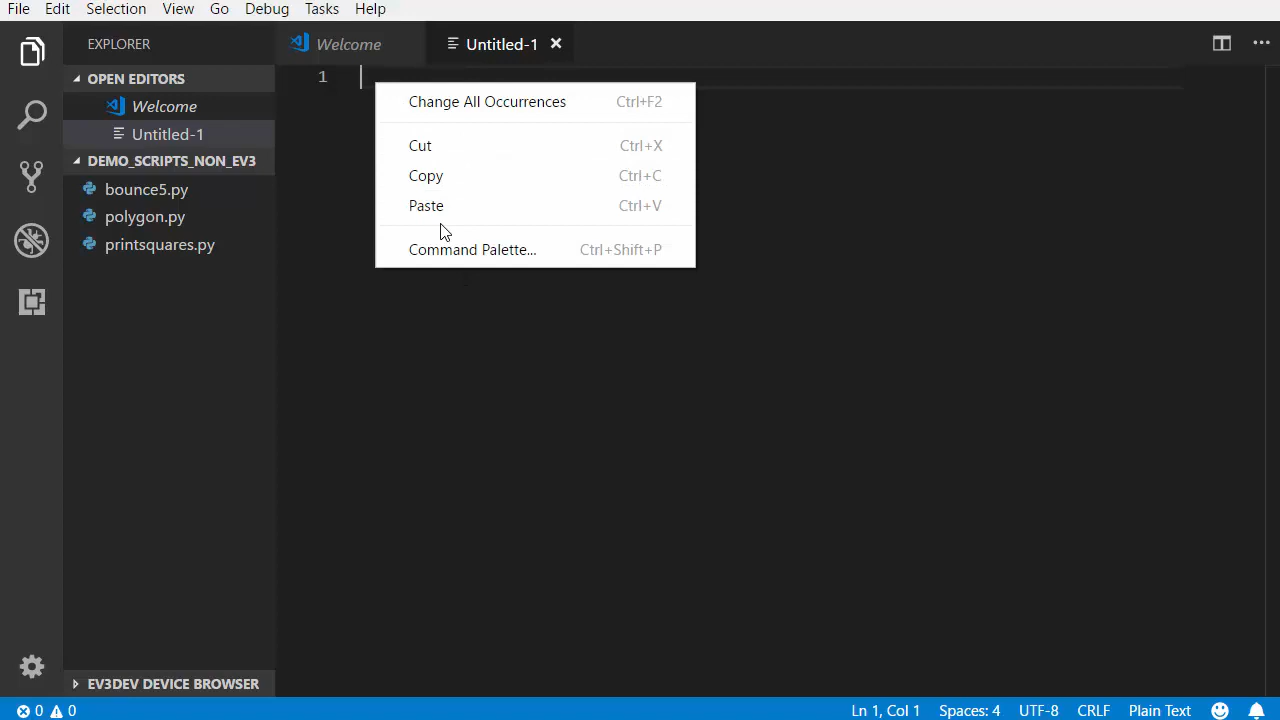 File Edit Selection View Go Debug Tasks Help
EXPLORER
OPEN EDITORS
Welcome
Untitled-1
DEMO_SCRIPTS_NON_EV3
bounce5.py
polygon.py
printsquares.py
EV3DEV DEVICE BROWSER
Welcome Untitled-1
1
Change All Occurrences Ctrl+F2
Cut Ctrl+X
Copy Ctrl+C
Paste Ctrl+V
Command Palette... Ctrl+Shift+P
0 0 Ln 1, Col 1 Spaces: 4 UTF-8 CRLF Plain Text